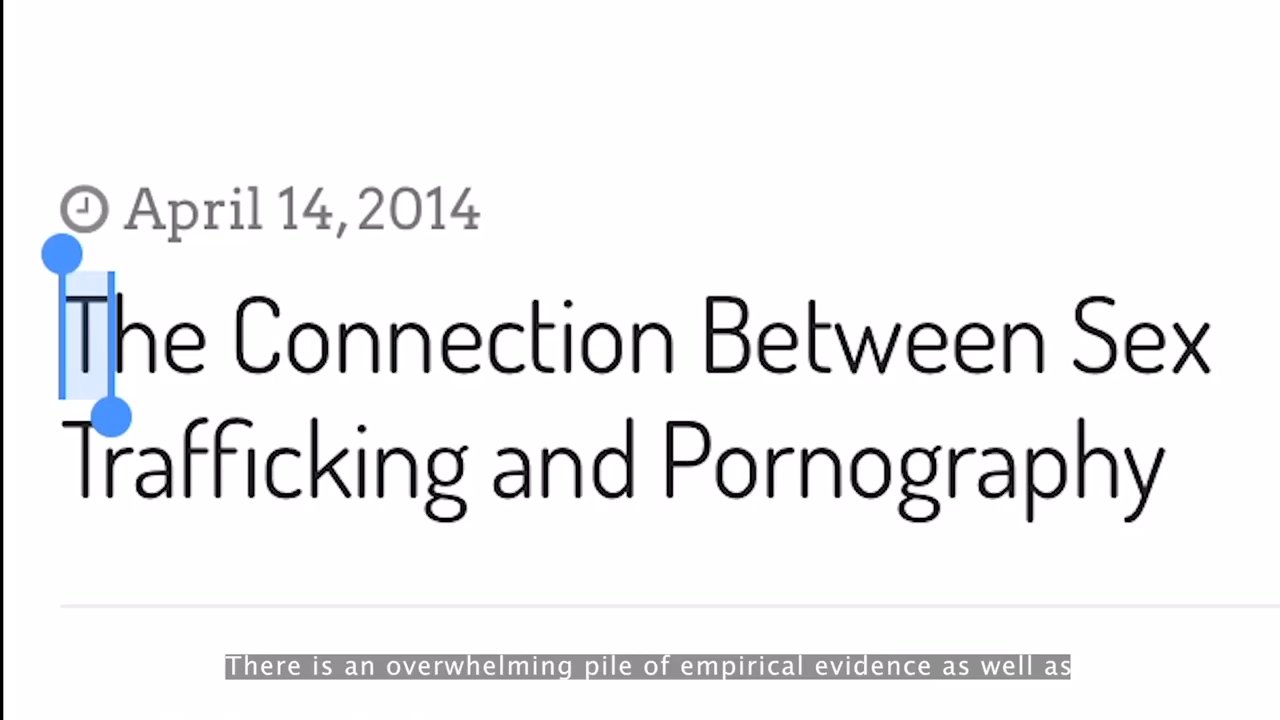 April 14, 2014
The Connection Between Sex
Trafficking and Pornography
There is an overwhelming pile of empirical evidence as well as